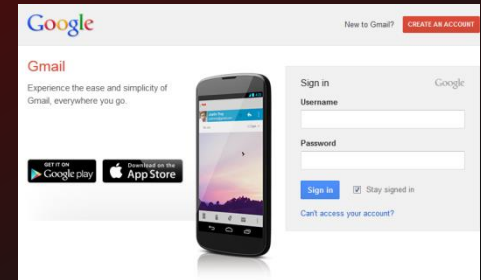 Google
New to Gmail? CREATE AN ACCOUNT
Gmail
Experience the ease and simplicity of
Gmail, everywhere you go.
GET IT ON
Google play
Download on the
App Store
Sign in Google
Username
Password
Sign in Stay signed in
Can't access your account?